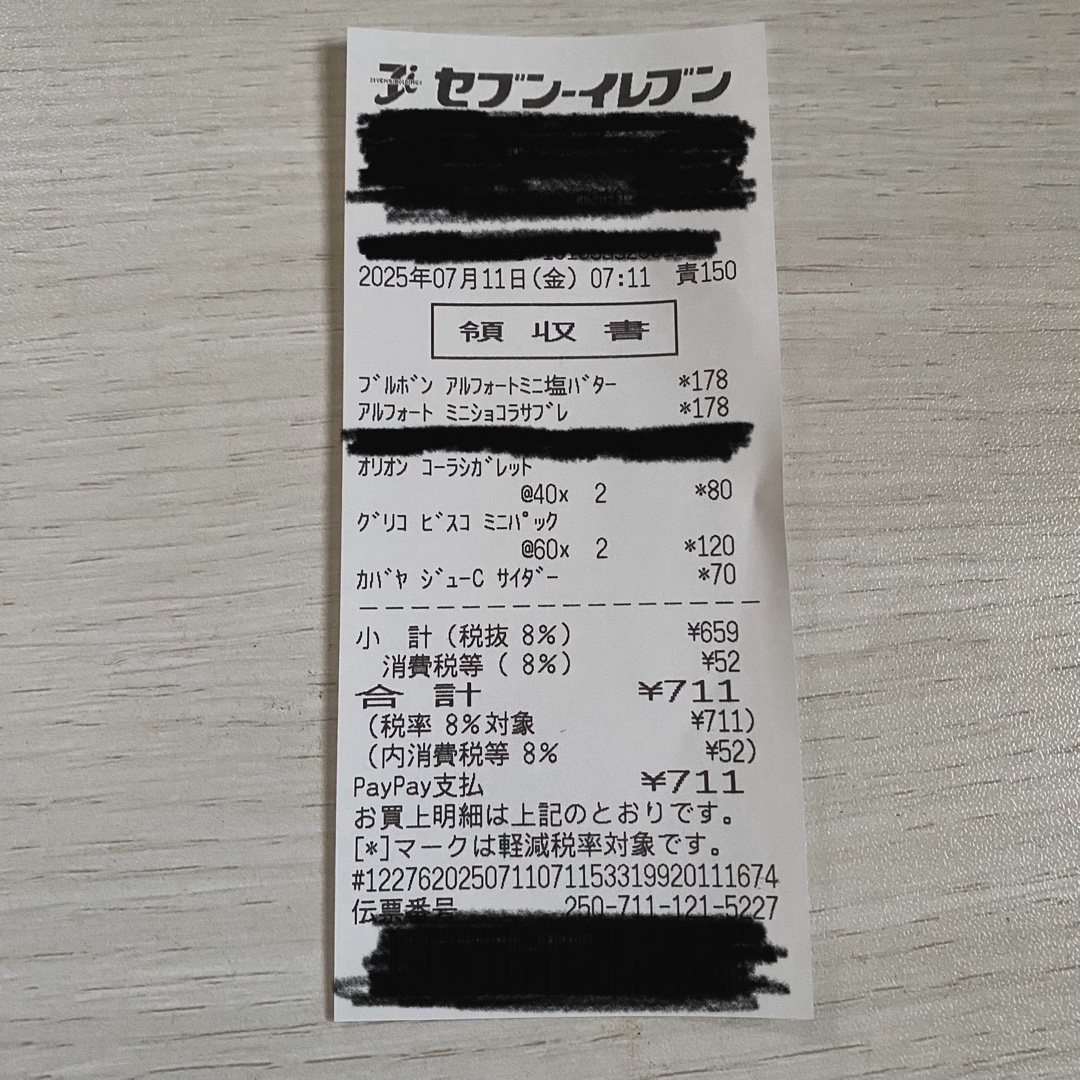 セブン-イレブン
2025年07月11日(金) 07:11 責150
領収書
ﾌﾞﾙﾎﾞﾝ ｱﾙﾌｫｰﾄﾐﾆ塩ﾊﾞﾀｰ *178
ｱﾙﾌｫｰﾄ ﾐﾆｼｮｺﾗｻﾌﾞﾚ *178
ｵﾘｵﾝ ｺｰﾗｼｶﾞﾚｯﾄ
@40x 2 *80
ｸﾞﾘｺ ﾋﾞｽｺ ﾐﾆﾊﾟｯｸ
@60x 2 *120
ｶﾊﾞﾔ ｼﾞｭｰC ｻｲﾀﾞｰ *70
小 計(税抜 8%) ¥659
消費税等( 8%) ¥52
合 計 ¥711
(税率 8%対象 ¥711)
(内消費税等 8% ¥52)
PayPay支払 ¥711
お買上明細は上記のとおりです。
[*]マークは軽減税率対象です。
#122762025071107115331992011167​4
伝票番号 250-711-121-5227